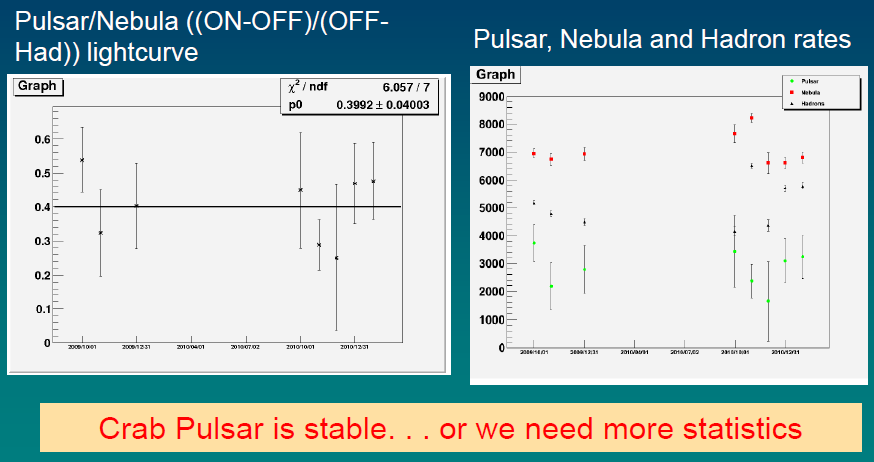 Pulsar/Nebula ((ON-OFF)/(OFF-
Had)) lightcurve
Pulsar, Nebula and Hadron rates
Graph
χ² / ndf 6.057 / 7
p0 0.3992 ± 0.04003
0.6
0.5
0.4
0.3
0.2
0.1
0
2009/10/01 2009/12/31 2010/04/01 2010/07/02 2010/10/01 2010/12/31
Graph
Pulsar
Nebula
Hadrons
9000
8000
7000
6000
5000
4000
3000
2000
1000
0
2009/10/01 2009/12/31 2010/04/01 2010/07/02 2010/10/01 2010/12/31
Crab Pulsar is stable. . . or we need more statistics